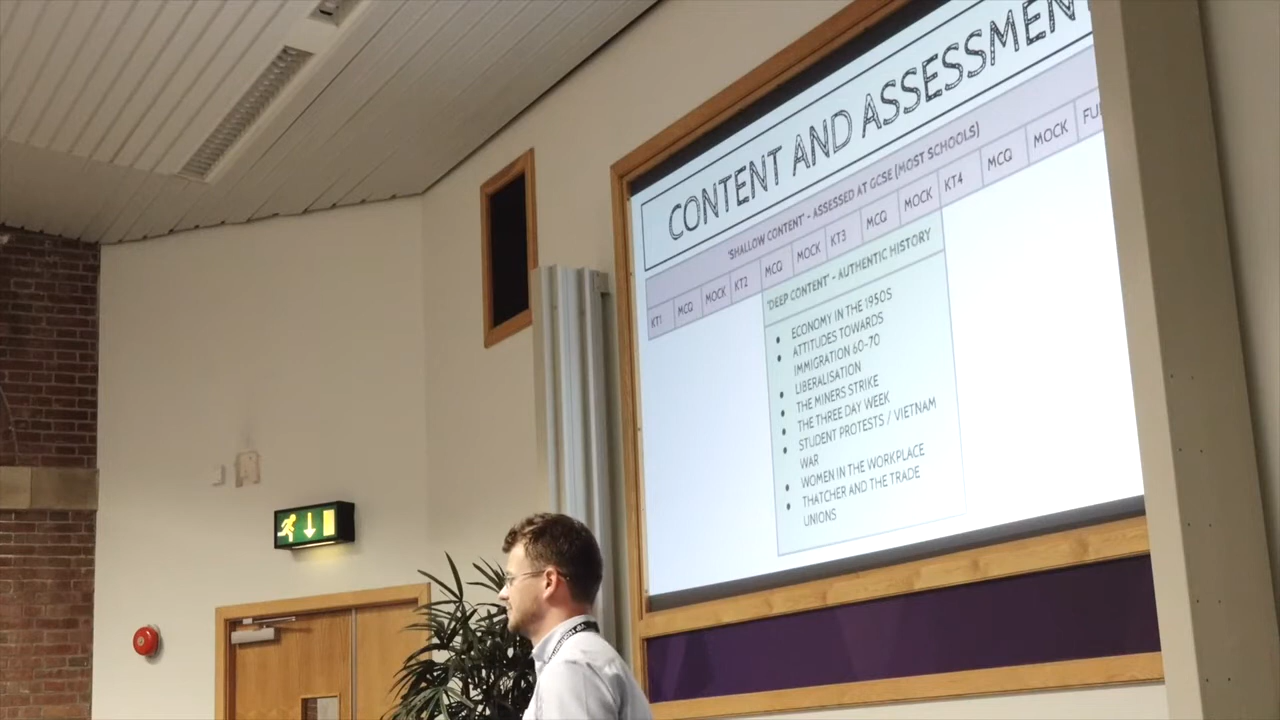 CONTENT AND ASSESSMEN
'SHALLOW CONTENT' - ASSESSED AT GCSE (MOST SCHOOLS)
KT1 MCQ MOCK KT2 MCQ MOCK KT3 MCQ MOCK KT4 MCQ MOCK FU
'DEEP CONTENT' - AUTHENTIC HISTORY
• ECONOMY IN THE 1950S
• ATTITUDES TOWARDS
IMMIGRATION 60-70
• LIBERALISATION
• THE MINERS STRIKE
• THE THREE DAY WEEK
• STUDENT PROTESTS / VIETNAM
WAR
• WOMEN IN THE WORKPLACE
• THATCHER AND THE TRADE
UNIONS